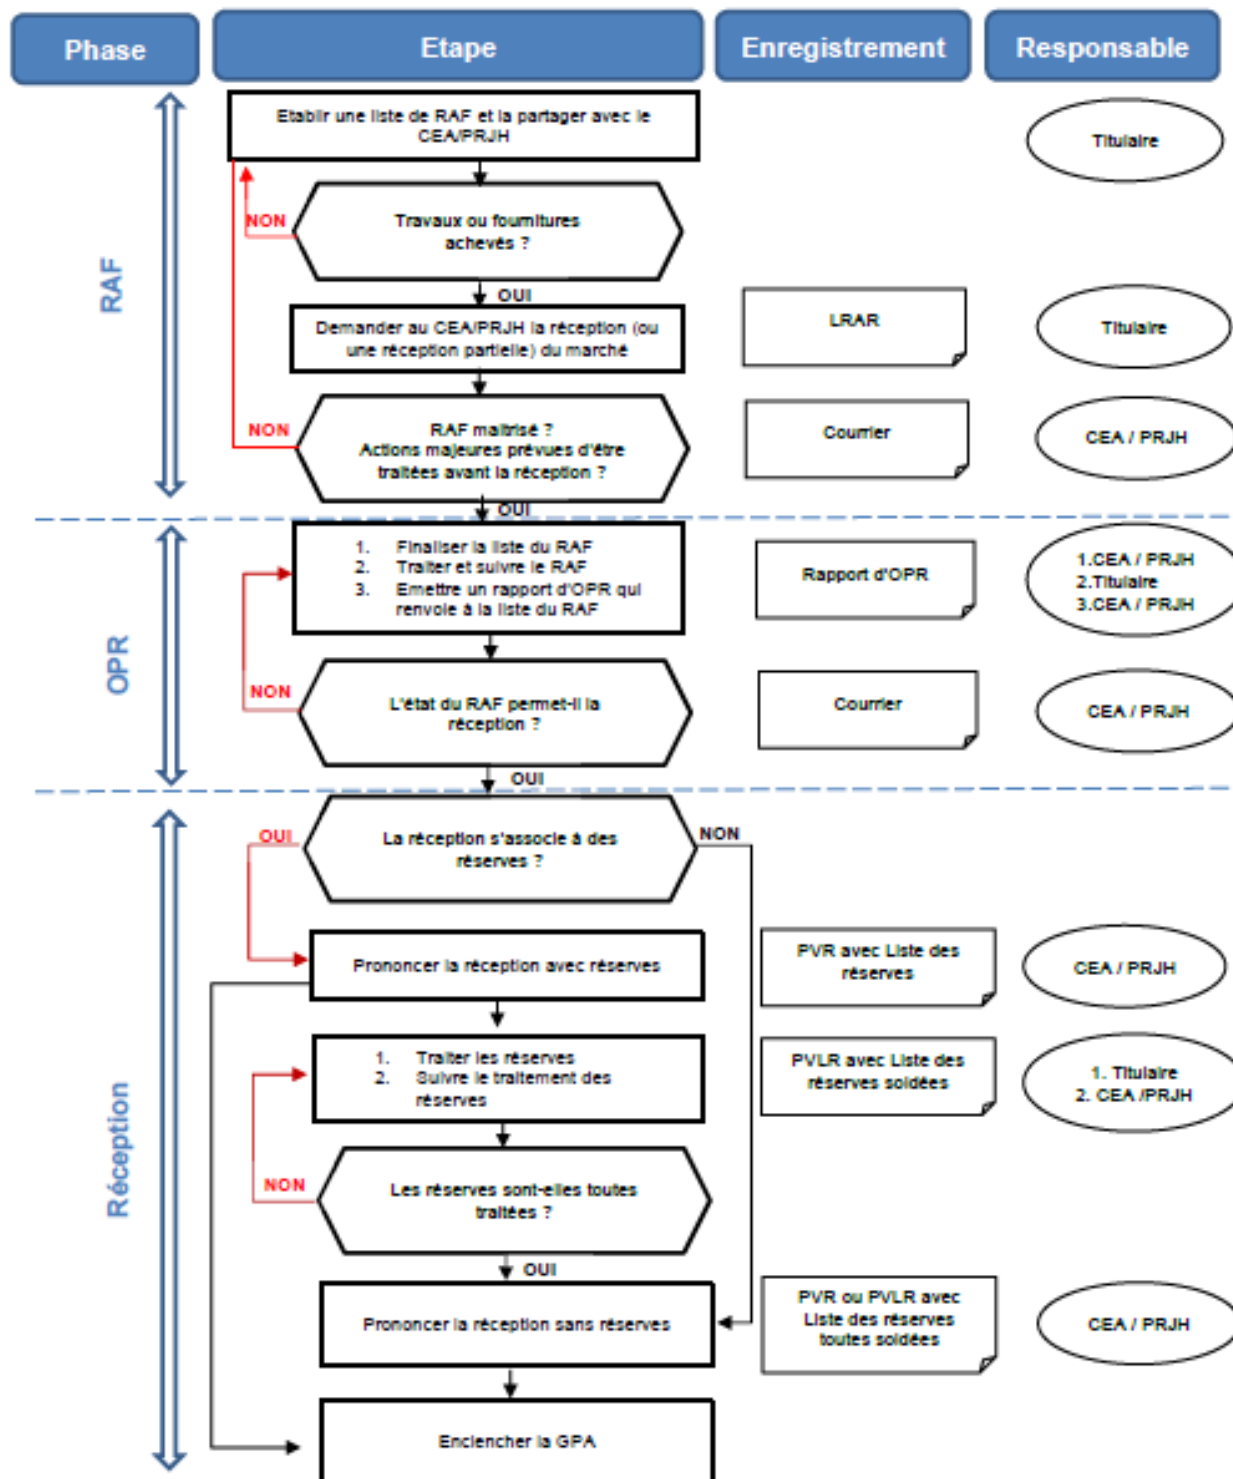 Phase
Etape
Enregistrement
Responsable
RAF
Etablir une liste de RAF et la partager avec le
CEA/PRJH
Titulaire
NON
Travaux ou fournitures
achevés ?
OUI
Demander au CEA/PRJH la réception (ou
une réception partielle) du marché
LRAR
Titulaire
NON
RAF maîtrisé ?
Actions majeures prévues d'être
traitées avant la réception ?
Courrier
CEA / PRJH
OUI
OPR
1. Finaliser la liste du RAF
2. Traiter et suivre le RAF
3. Emettre un rapport d'OPR qui
renvoie à la liste du RAF
Rapport d'OPR
1.CEA / PRJH
2.Titulaire
3.CEA / PRJH
NON
L'état du RAF permet-il la
réception ?
Courrier
CEA / PRJH
OUI
Réception
OUI
La réception s'associe à des
réserves ?
NON
Prononcer la réception avec réserves
PVR avec Liste des
réserves
CEA / PRJH
1. Traiter les réserves
2. Suivre le traitement des
réserves
PVLR avec Liste des
réserves soldées
1. Titulaire
2. CEA /PRJH
NON
Les réserves sont-elles toutes
traitées ?
OUI
Prononcer la réception sans réserves
PVR ou PVLR avec
Liste des réserves
toutes soldées
CEA / PRJH
Enclencher la GPA